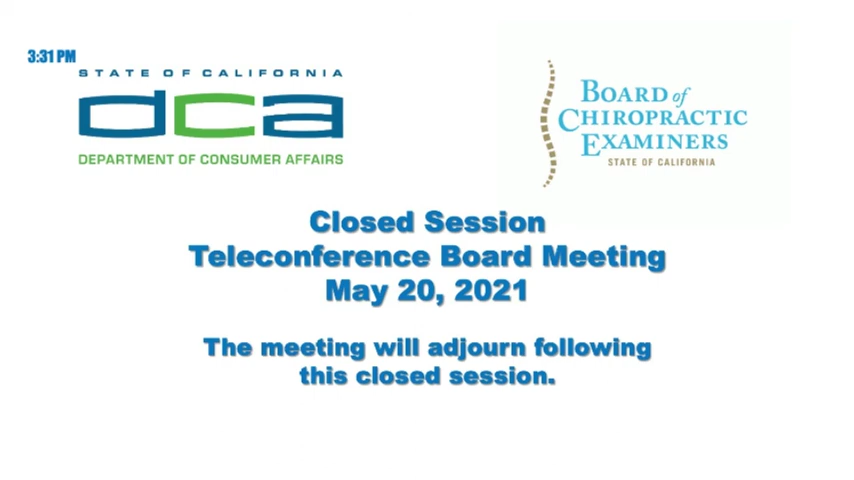 3:31 PM
STATE OF CALIFORNIA
dca
DEPARTMENT OF CONSUMER AFFAIRS
BOARD of
CHIROPRACTIC
EXAMINERS
STATE OF CALIFORNIA
Closed Session
Teleconference Board Meeting
May 20, 2021
The meeting will adjourn following
this closed session.